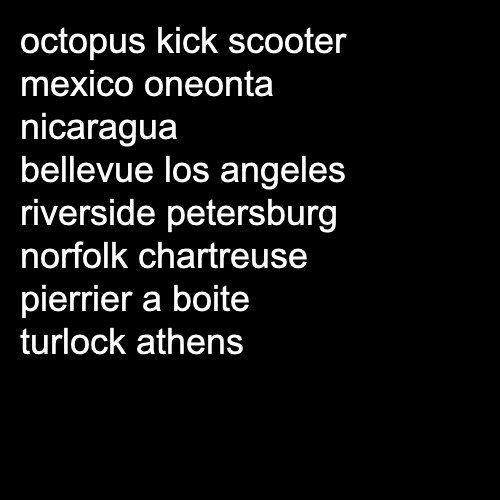 octopus kick scooter
mexico oneonta
nicaragua
bellevue los angeles
riverside petersburg
norfolk chartreuse
pierrier a boite
turlock athens